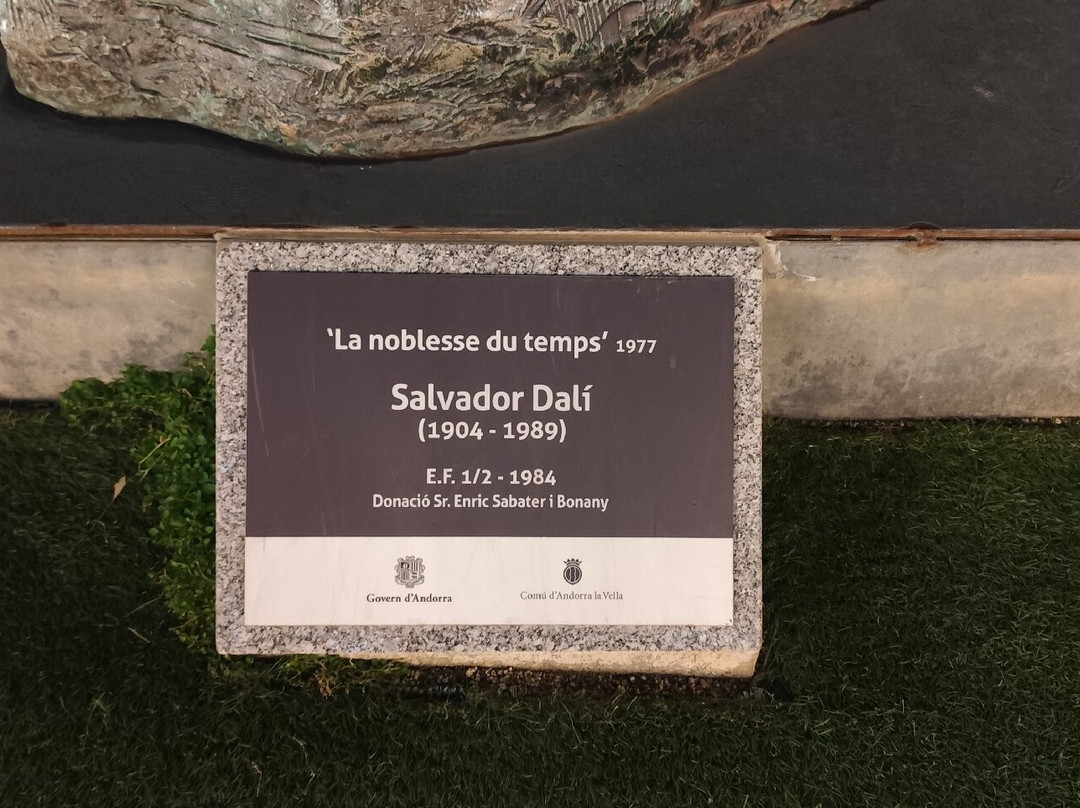 ‘La noblesse du temps’ 1977
Salvador Dalí
(1904 - 1989)
E.F. 1/2 - 1984
Donació Sr. Enric Sabater i Bonany
Govern d'Andorra
Comú d'Andorra la Vella